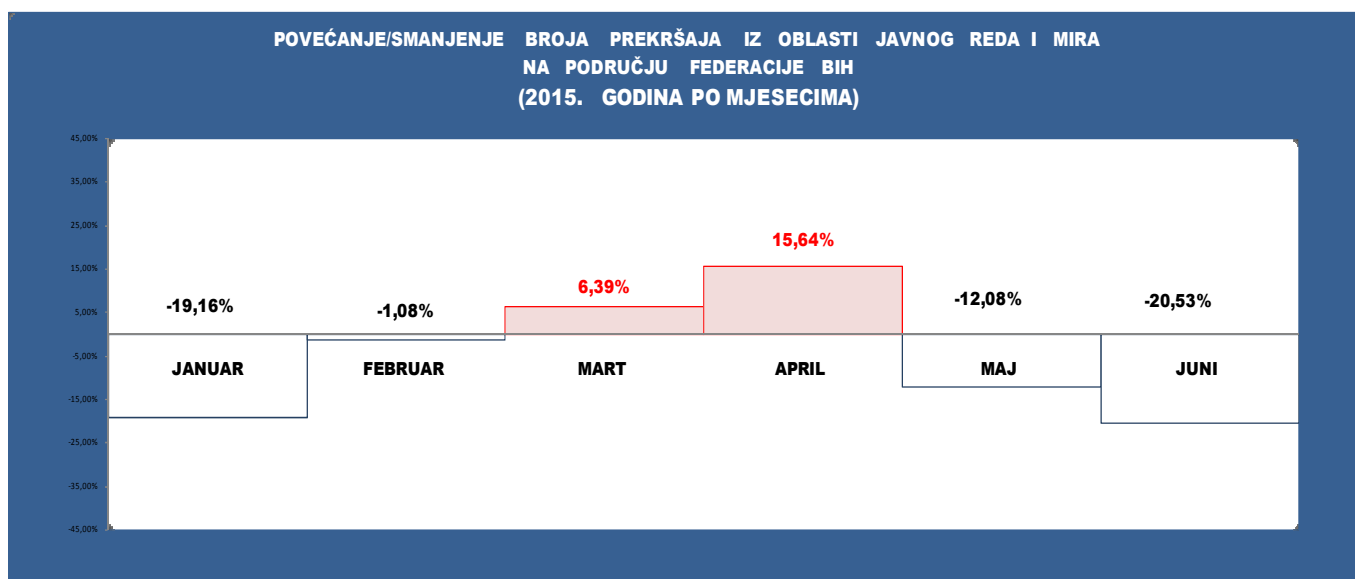 POVEĆANJE/SMANJENJE BROJA PREKRŠAJA IZ OBLASTI JAVNOG REDA I MIRA
NA PODRUČJU FEDERACIJE BIH
(2015. GODINA PO MJESECIMA)
45,00%
35,00%
25,00%
15,00%
5,00%
-5,00%
-15,00%
-25,00%
-35,00%
-45,00%
-19,16%
-1,08%
6,39%
15,64%
-12,08%
-20,53%
JANUAR
FEBRUAR
MART
APRIL
MAJ
JUNI